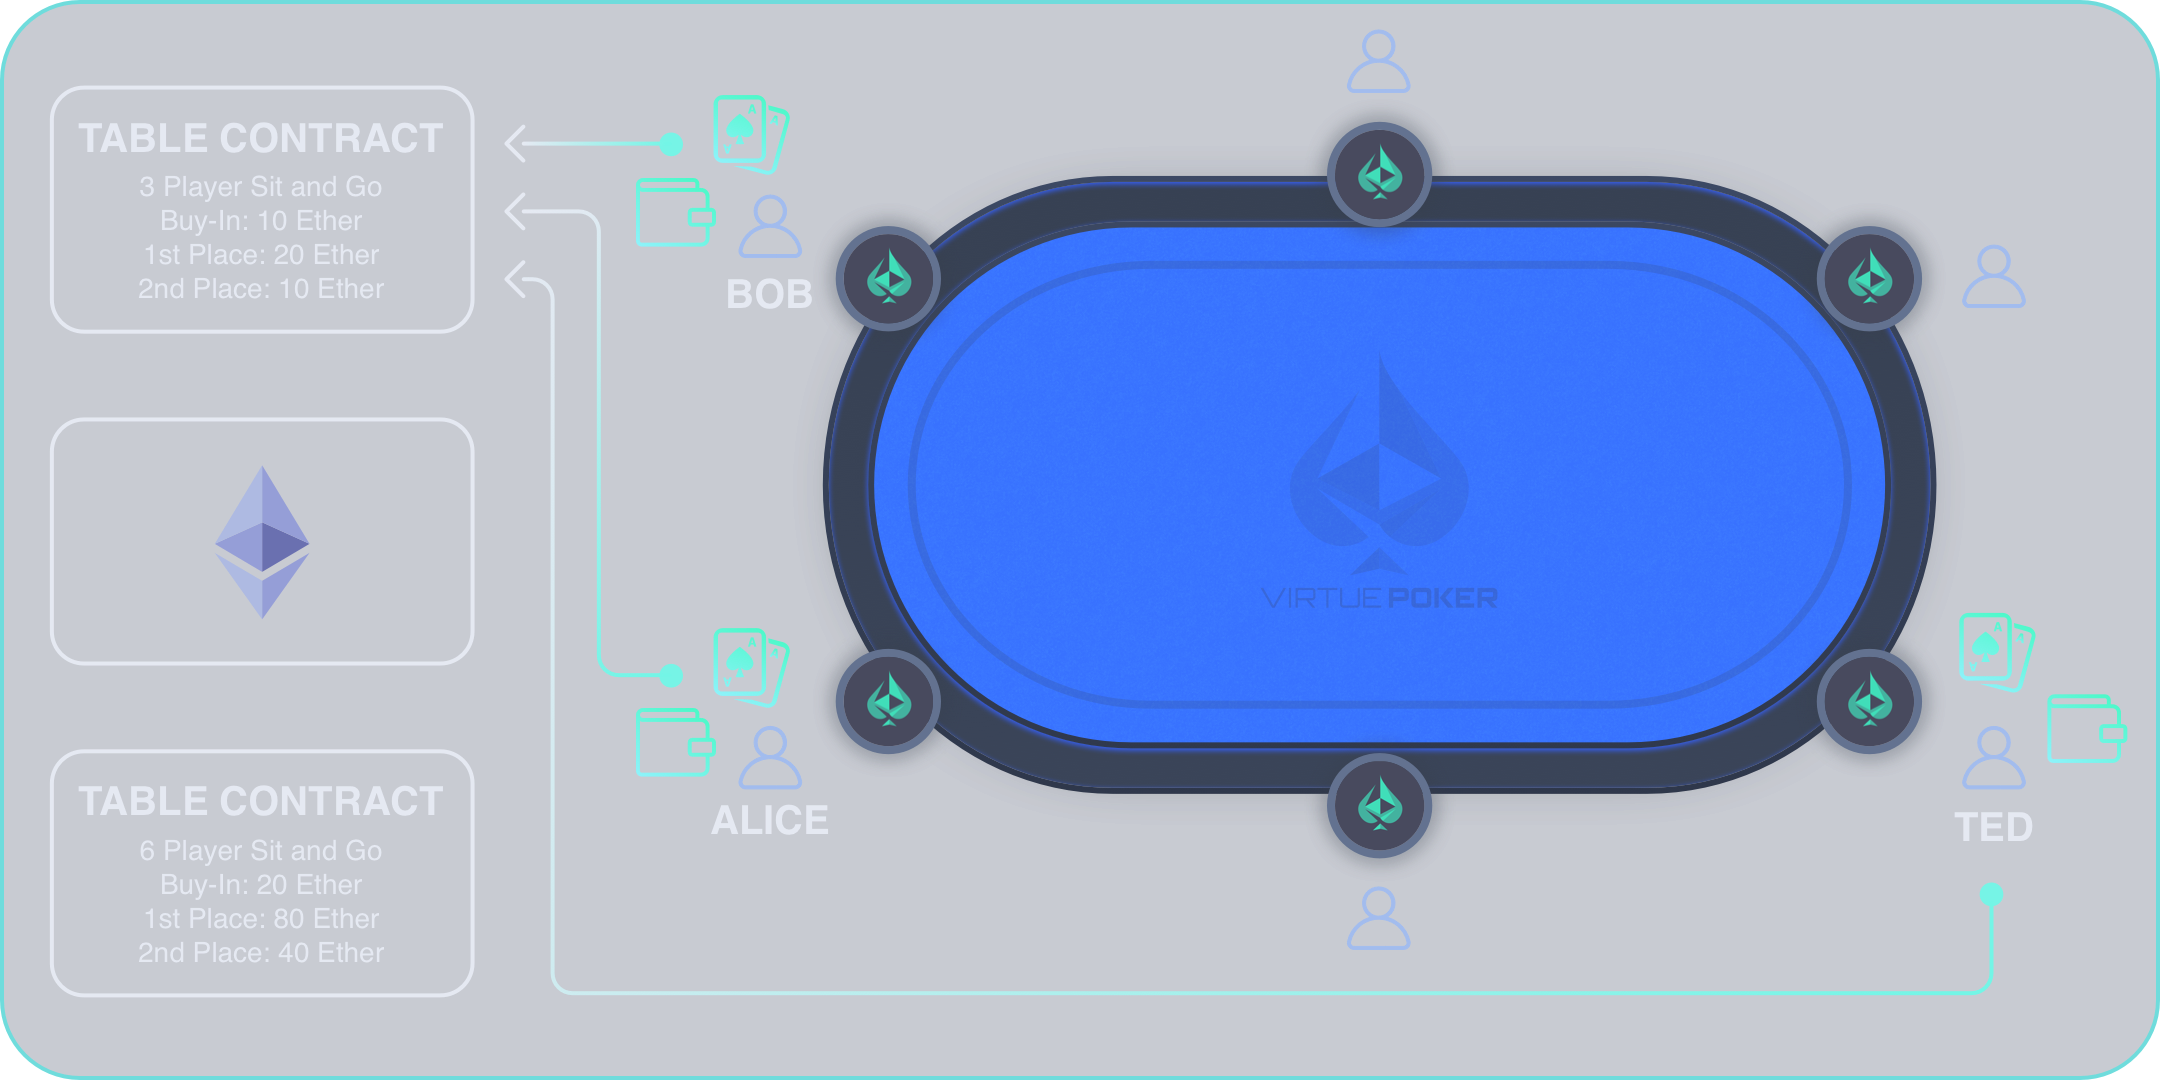 TABLE CONTRACT
3 Player Sit and Go
Buy-In: 10 Ether
1st Place: 20 Ether
2nd Place: 10 Ether
TABLE CONTRACT
6 Player Sit and Go
Buy-In: 20 Ether
1st Place: 80 Ether
2nd Place: 40 Ether
A
BOB
A
ALICE
VIRTUE POKER
A
TED